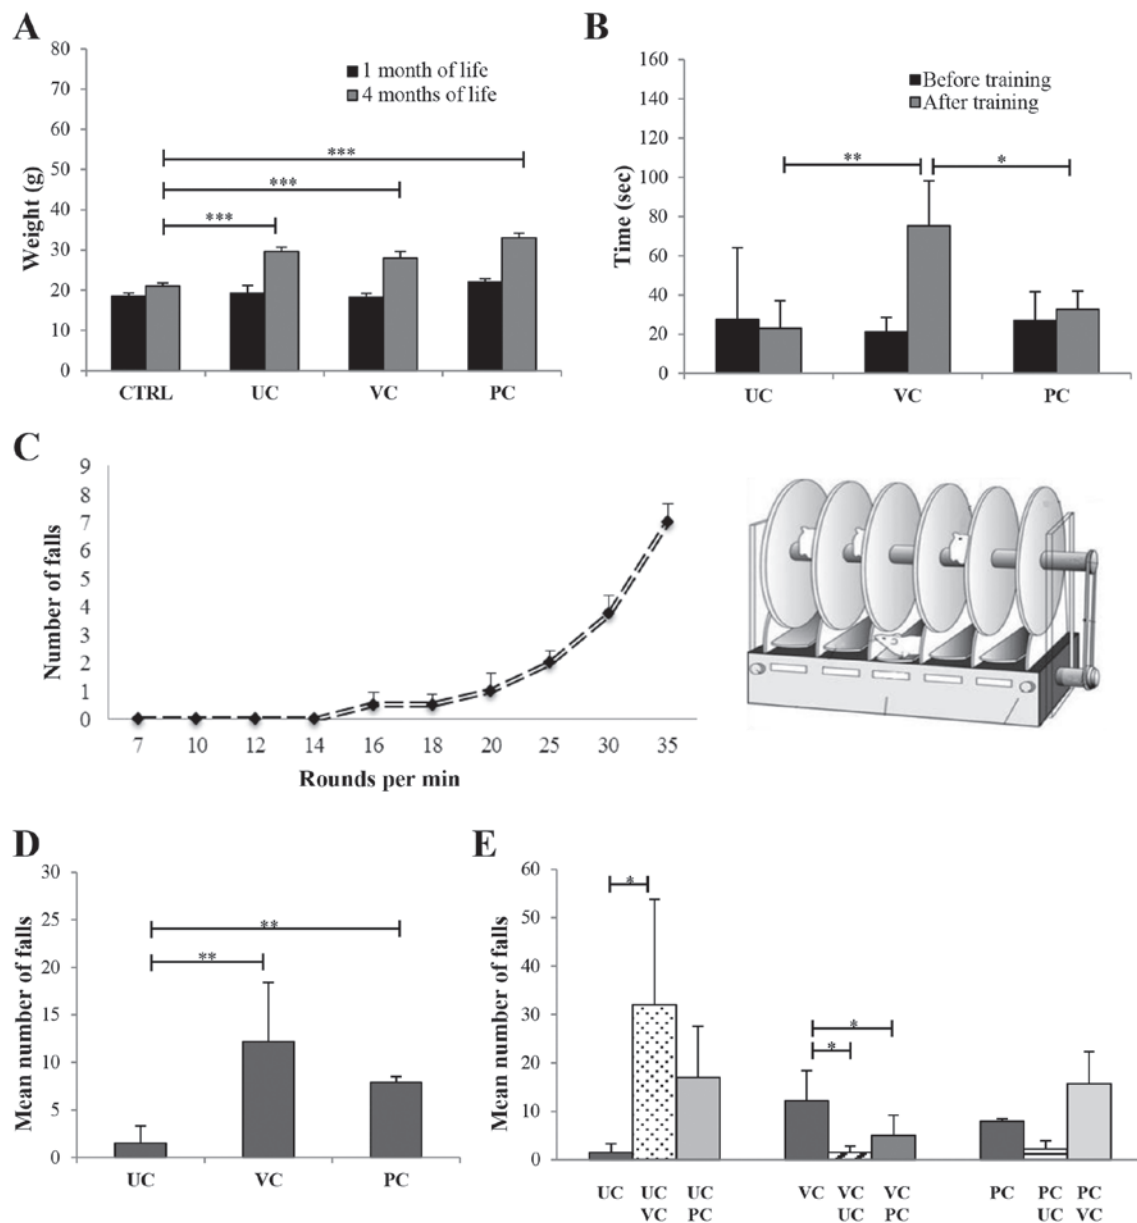 A
80
70
60
50
40
30
20
10
0
Weight (g)
1 month of life
4 months of life
***
***
***
CTRL UC VC PC
B
160
140
120
100
80
60
40
20
0
Time (sec)
Before training
After training
** *
UC VC PC
C
9
8
7
6
5
4
3
2
1
0
Number of falls
7 10 12 14 16 18 20 25 30 35
Rounds per min
D
30
25
20
15
10
5
0
Mean number of falls
**
**
UC VC PC
E
60
50
40
30
20
10
0
Mean number of falls
*
*
*
UC UC UC VC VC VC PC PC PC
VC PC UC PC UC VC